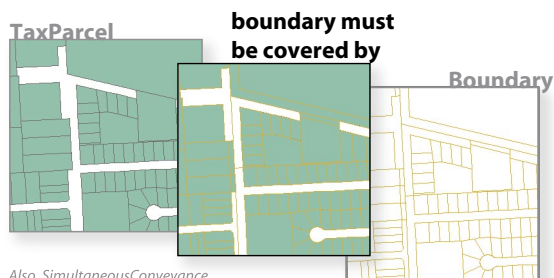 TaxParcel
boundary must
be covered by
Boundary
Also, SimultaneousConveyance